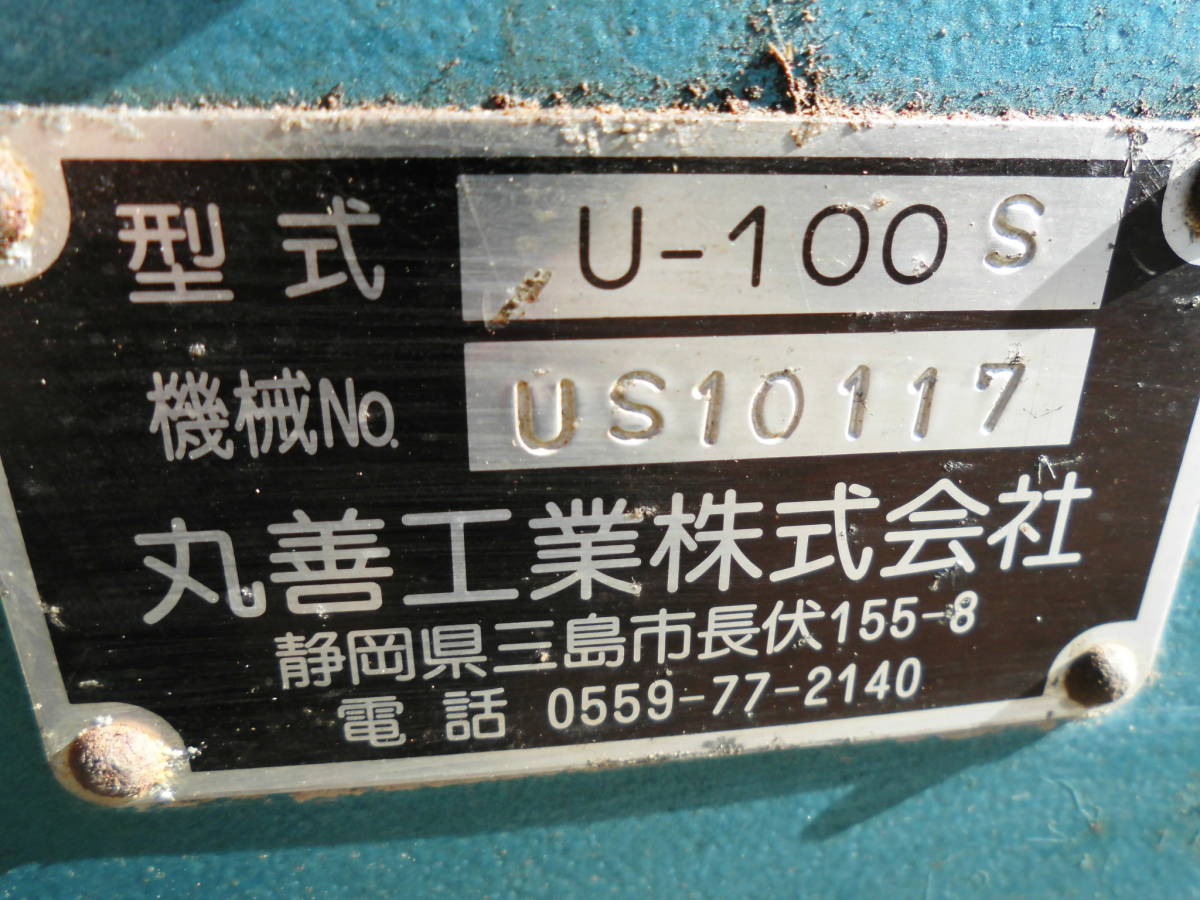 型式 U-100 S
機械No. US10117
丸善工業株式会社
静岡県三島市長伏155-8
電話 0559-77-2140